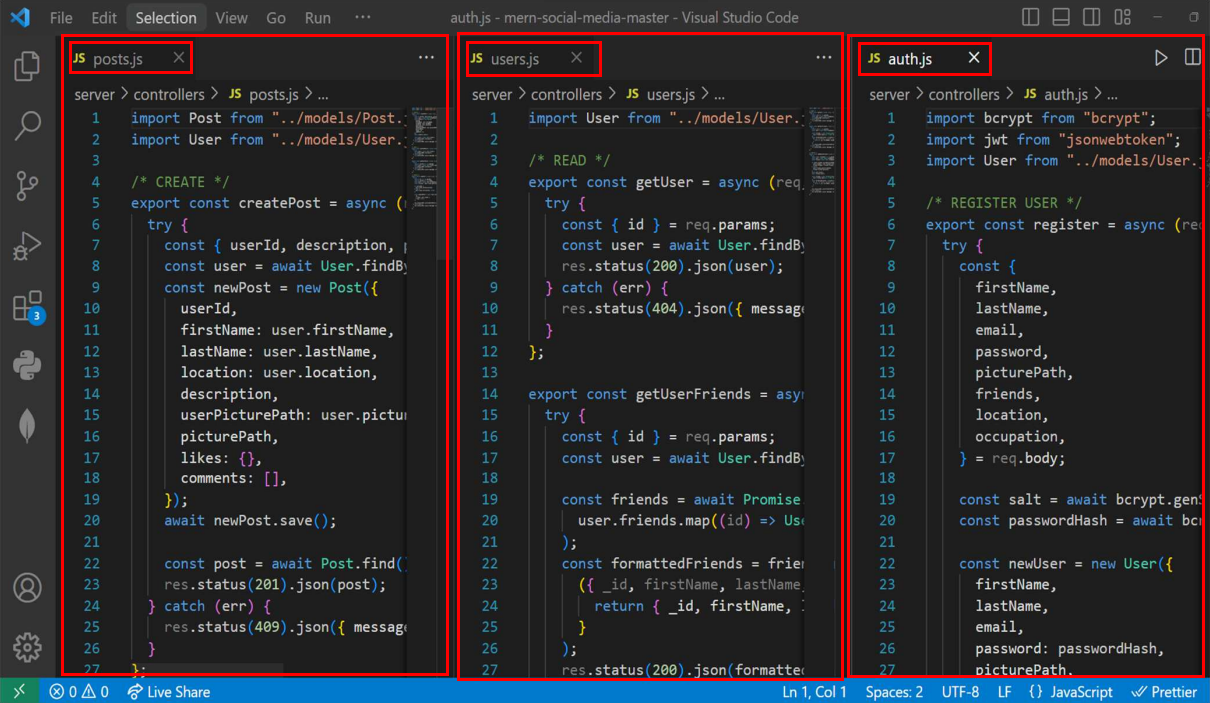 File Edit Selection View Go Run ··· auth.js - mern-social-media-master - Visual Studio Code
JS posts.js × ···
server > controllers > JS posts.js > ...
1 import Post from "../models/Post.
2 import User from "../models/User.
3
4 /* CREATE */
5 export const createPost = async (
6 try {
7 const { userId, description,
8 const user = await User.findBy
9 const newPost = new Post({
10 userId,
11 firstName: user.firstName,
12 lastName: user.lastName,
13 location: user.location,
14 description,
15 userPicturePath: user.pictur
16 picturePath,
17 likes: {},
18 comments: [],
19 });
20 await newPost.save();
21
22 const post = await Post.find()
23 res.status(201).json(post);
24 } catch (err) {
25 res.status(409).json({ message
26 }
27 };
JS users.js × ···
server > controllers > JS users.js > ...
1 import User from "../models/User.
2
3 /* READ */
4 export const getUser = async (req,
5 try {
6 const { id } = req.params;
7 const user = await User.findBy
8 res.status(200).json(user);
9 } catch (err) {
10 res.status(404).json({ message
11 }
12 };
13
14 export const getUserFriends = asyn
15 try {
16 const { id } = req.params;
17 const user = await User.findBy
18
19 const friends = await Promise.
20 user.friends.map((id) => Use
21 );
22 const formattedFriends = frien
23 ({ _id, firstName, lastName,
24 return { _id, firstName,
25 }
26 );
27 res.status(200).json(formatted
JS auth.js ×
server > controllers > JS auth.js > ...
1 import bcrypt from "bcrypt";
2 import jwt from "jsonwebtoken";
3 import User from "../models/User.j
4
5 /* REGISTER USER */
6 export const register = async (req
7 try {
8 const {
9 firstName,
10 lastName,
11 email,
12 password,
13 picturePath,
14 friends,
15 location,
16 occupation,
17 } = req.body;
18
19 const salt = await bcrypt.genS
20 const passwordHash = await bcr
21
22 const newUser = new User({
23 firstName,
24 lastName,
25 email,
26 password: passwordHash,
27 picturePath,
3
0 0 Live Share Ln 1, Col 1 Spaces: 2 UTF-8 LF {} JavaScript Prettier